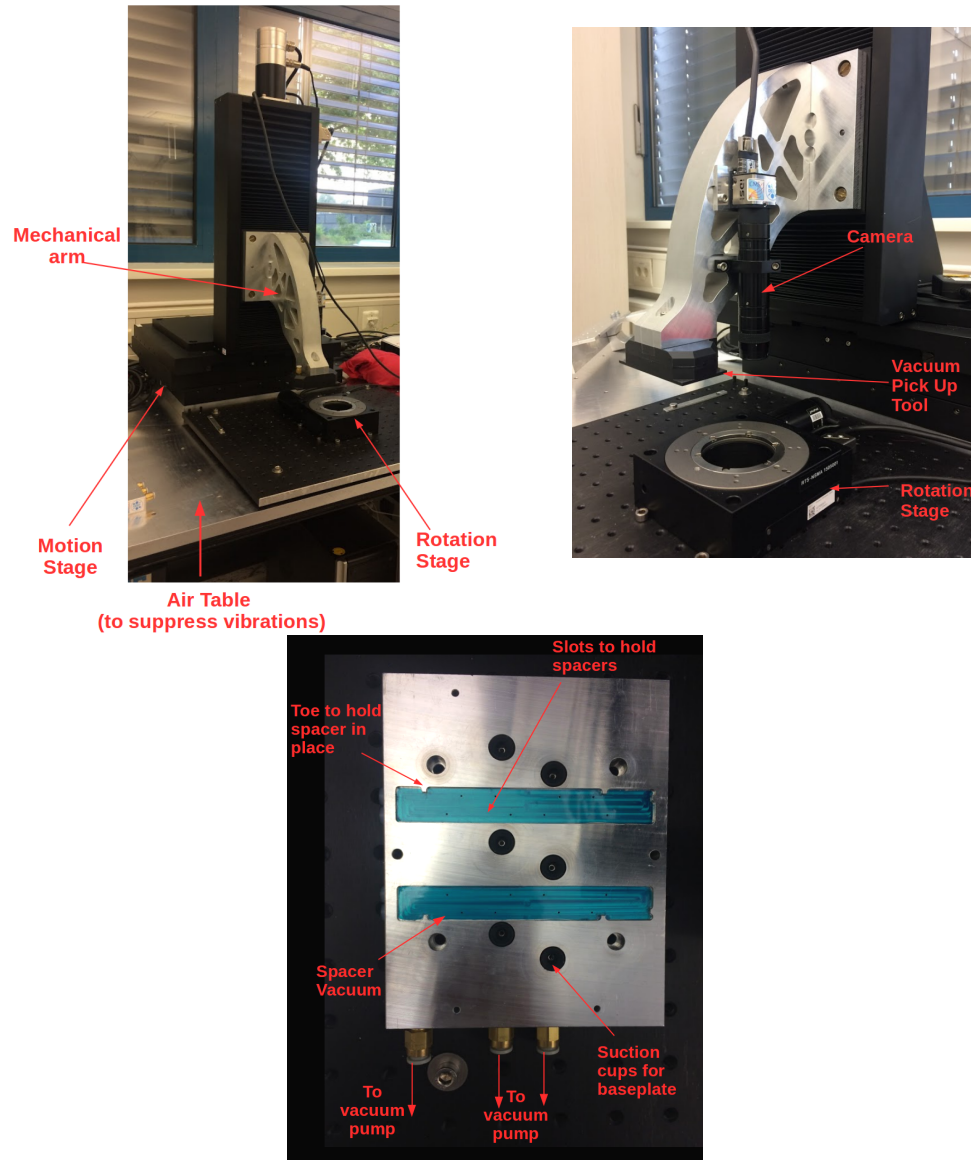 Mechanical
arm
Motion
Stage
Air Table
(to suppress vibrations)
Rotation
Stage
Camera
Vacuum
Pick Up
Tool
Rotation
Stage
Slots to hold
spacers
Toe to hold
spacer in
place
Spacer
Vacuum
Suction
cups for
baseplate
To
vacuum
pump
To
vacuum
pump